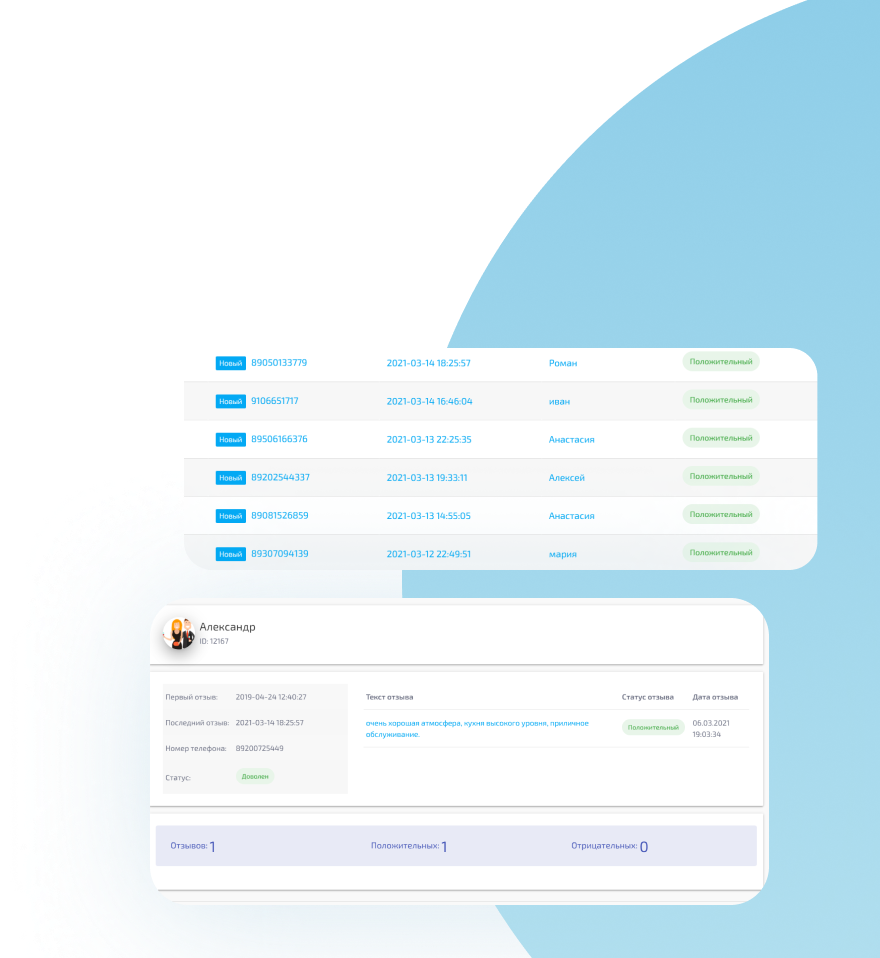 Новый 89050133779 2021-03-14 18:25:57 Роман Положительный
Новый 9106651717 2021-03-14 16:46:04 иван Положительный
Новый 89506166376 2021-03-13 22:25:35 Анастасия Положительный
Новый 89202544337 2021-03-13 19:33:11 Алексей Положительный
Новый 89081526859 2021-03-13 14:55:05 Анастасия Положительный
Новый 89307094139 2021-03-12 22:49:51 мария Положительный
Александр
ID: 12167
Первый отзыв: 2019-04-24 12:40:27
Последний отзыв: 2021-03-14 18:25:57
Номер телефона: 89200725449
Статус: Доволен
Текст отзыва Статус отзыва Дата отзыва
очень хорошая атмосфера, кухня высокого уровня, приличное
обслуживание.
Положительный
06.03.2021
19:03:34
Отзывов: 1 Положительных: 1 Отрицательных: 0